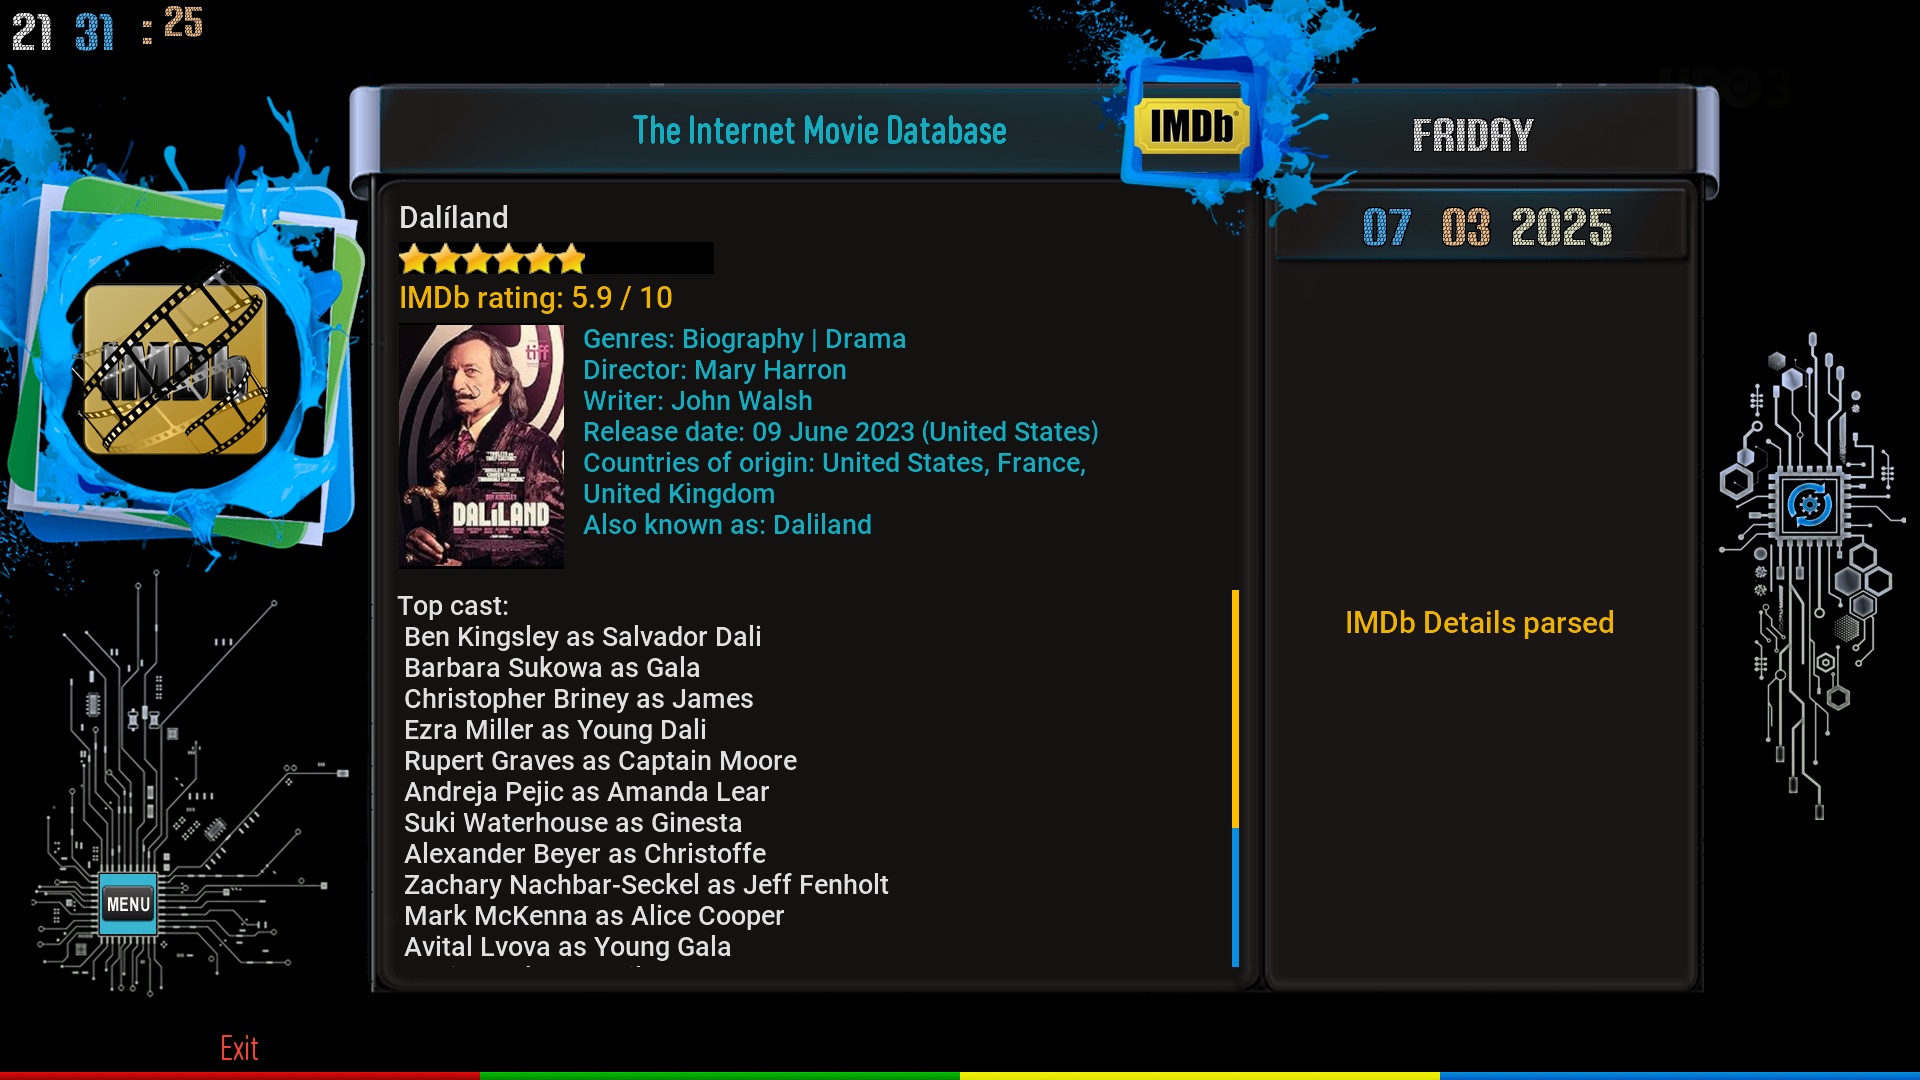 21 31 : 25
The Internet Movie Database
IMDb
FRIDAY
07 03 2025
IMDb
Dalíland
IMDb rating: 5.9 / 10
tiff
DALÍLAND
Genres: Biography | Drama
Director: Mary Harron
Writer: John Walsh
Release date: 09 June 2023 (United States)
Countries of origin: United States, France,
United Kingdom
Also known as: Daliland
Top cast:
Ben Kingsley as Salvador Dali
Barbara Sukowa as Gala
Christopher Briney as James
Ezra Miller as Young Dali
Rupert Graves as Captain Moore
Andreja Pejic as Amanda Lear
Suki Waterhouse as Ginesta
Alexander Beyer as Christoffe
Zachary Nachbar-Seckel as Jeff Fenholt
Mark McKenna as Alice Cooper
Avital Lvova as Young Gala
IMDb Details parsed
MENU
Exit